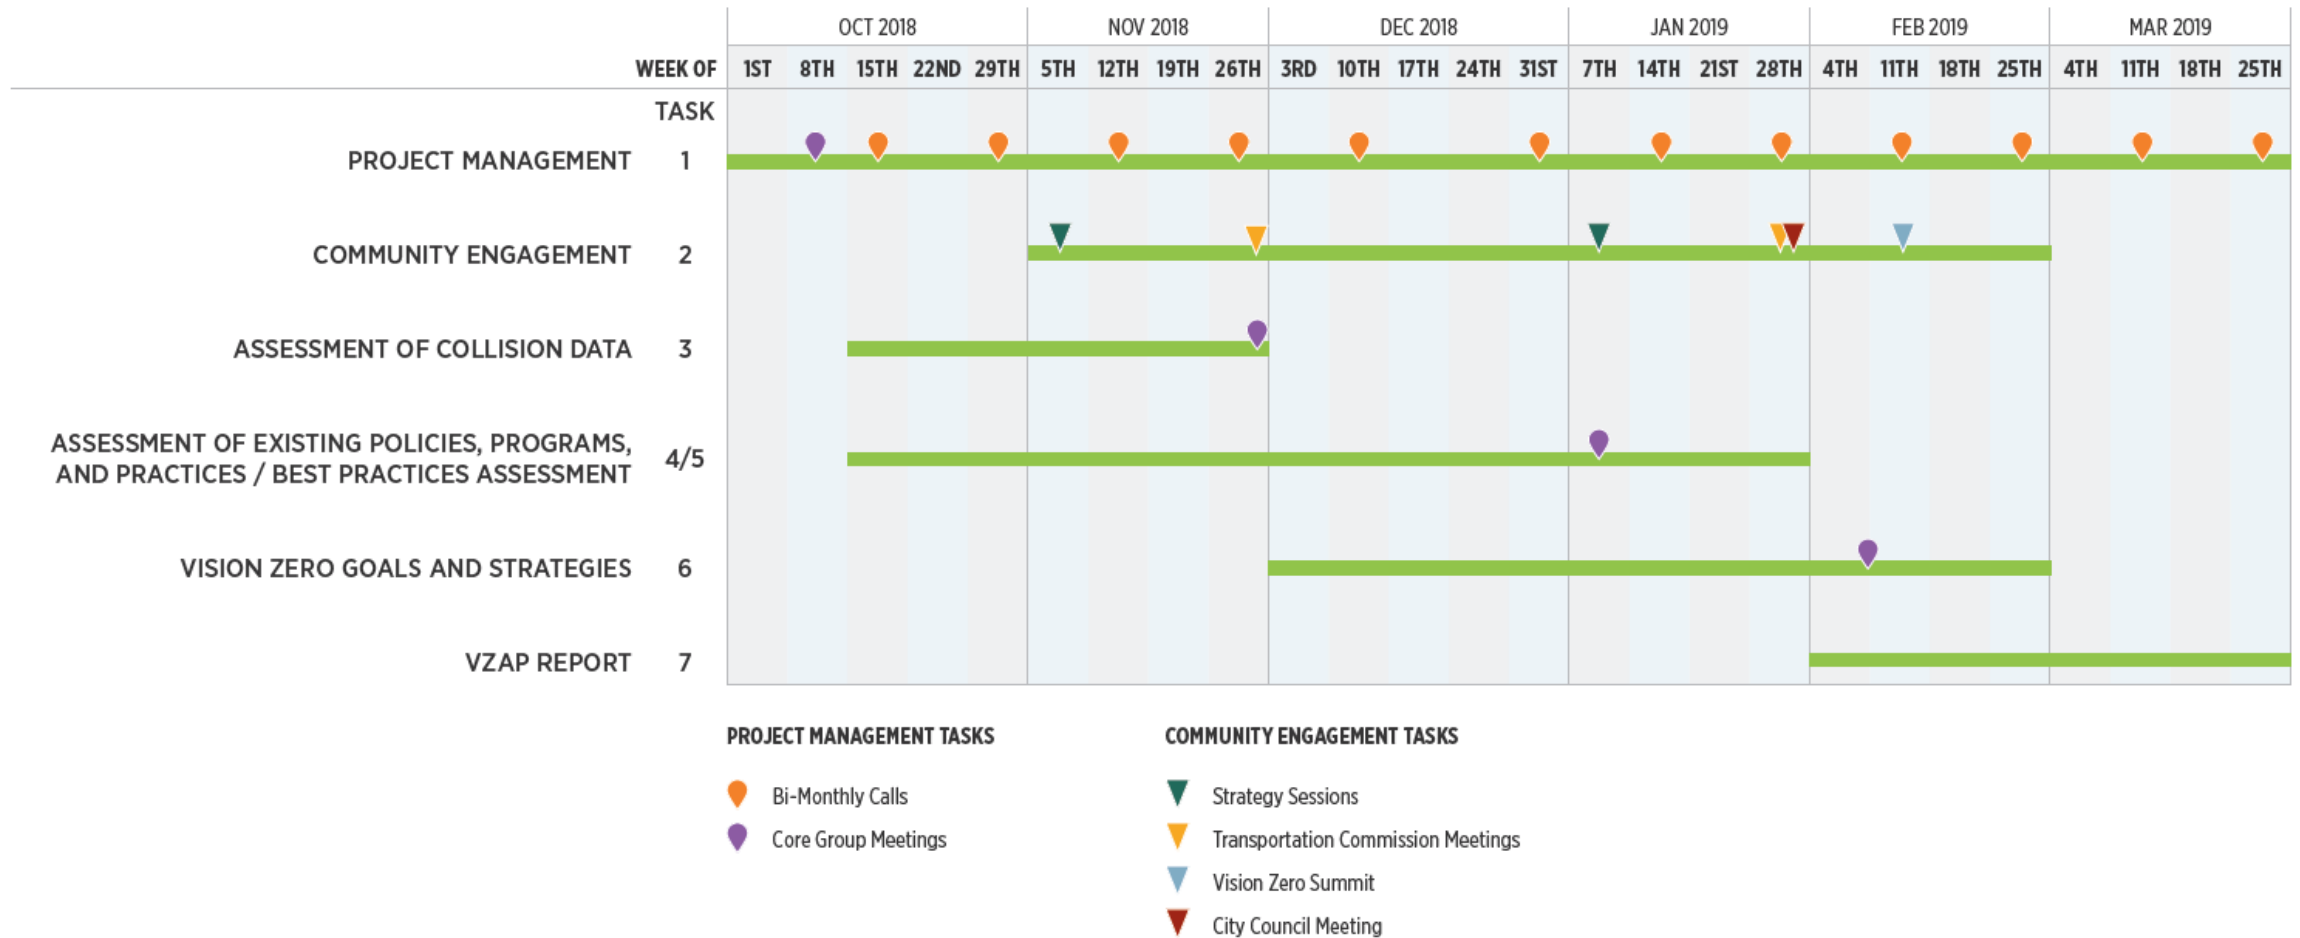 OCT 2018 NOV 2018 DEC 2018 JAN 2019 FEB 2019 MAR 2019
WEEK OF 1ST 8TH 15TH 22ND 29TH 5TH 12TH 19TH 26TH 3RD 10TH 17TH 24TH 31ST 7TH 14TH 21ST 28TH 4TH 11TH 18TH 25TH 4TH 11TH 18TH 25TH
TASK
PROJECT MANAGEMENT 1
COMMUNITY ENGAGEMENT 2
ASSESSMENT OF COLLISION DATA 3
ASSESSMENT OF EXISTING POLICIES, PROGRAMS,
AND PRACTICES / BEST PRACTICES ASSESSMENT 4/5
VISION ZERO GOALS AND STRATEGIES 6
VZAP REPORT 7
PROJECT MANAGEMENT TASKS
Bi-Monthly Calls
Core Group Meetings
COMMUNITY ENGAGEMENT TASKS
Strategy Sessions
Transportation Commission Meetings
Vision Zero Summit
City Council Meeting